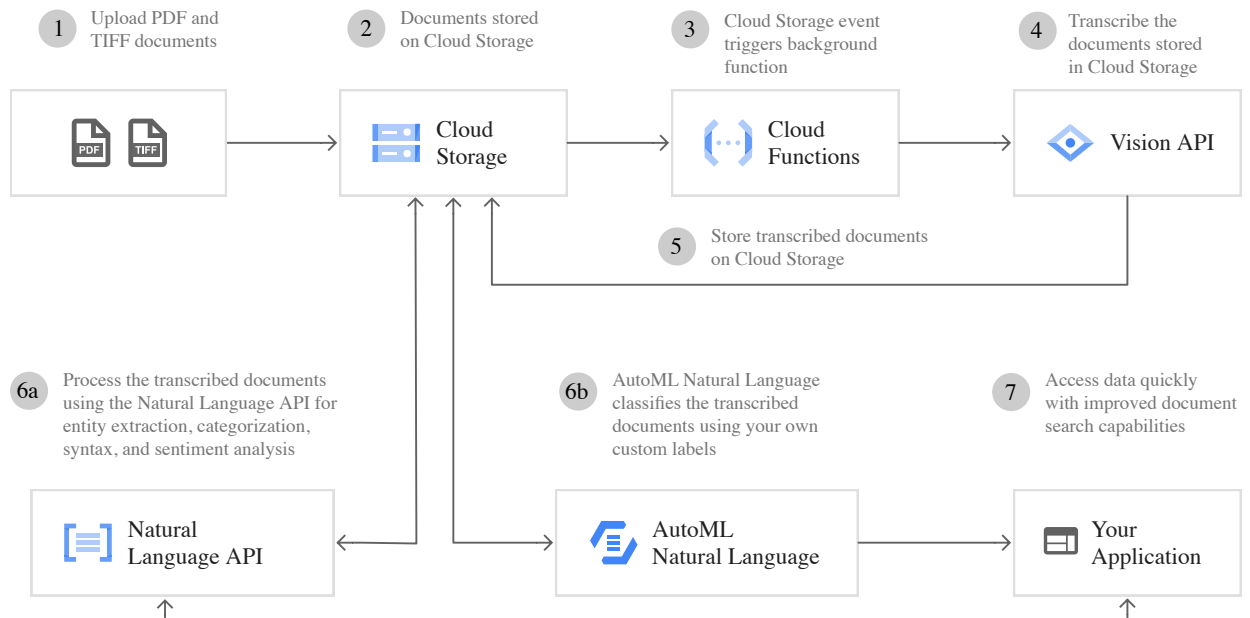 1
Upload PDF and
TIFF documents
2
Documents stored
on Cloud Storage
3
Cloud Storage event
triggers background
function
4
Transcribe the
documents stored
in Cloud Storage
PDF
TIFF
Cloud
Storage
Cloud
Functions
Vision API
5
Store transcribed documents
on Cloud Storage
6a
Process the transcribed documents
using the Natural Language API for
entity extraction, categorization,
syntax, and sentiment analysis
6b
AutoML Natural Language
classifies the transcribed
documents using your own
custom labels
7
Access data quickly
with improved document
search capabilities
Natural
Language API
AutoML
Natural Language
Your
Application